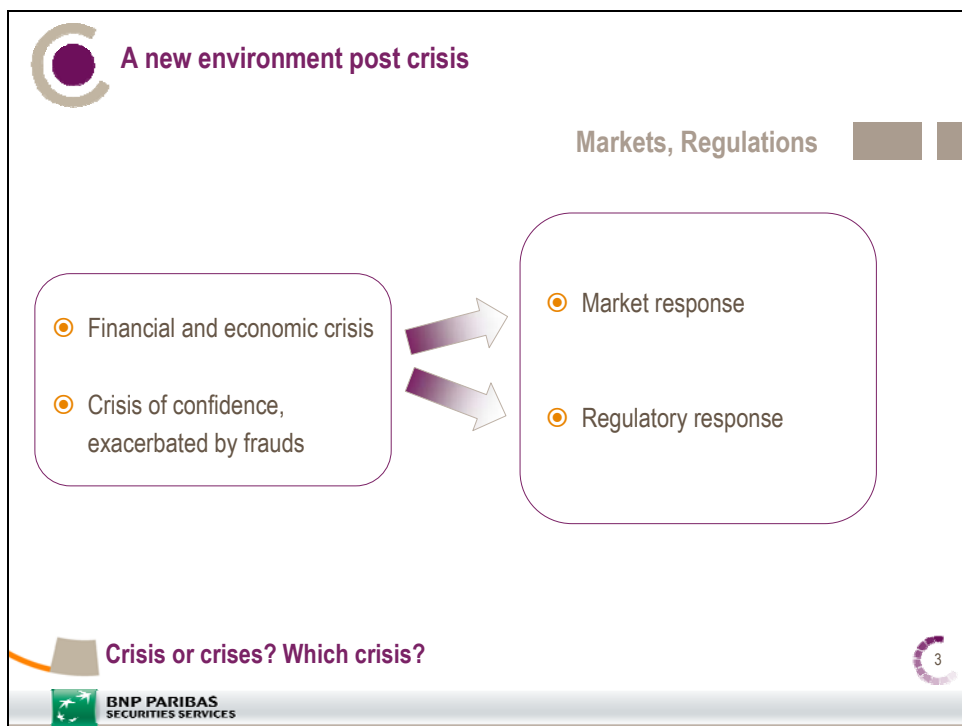 A new environment post crisis
Markets, Regulations
Financial and economic crisis
Crisis of confidence,
exacerbated by frauds
Market response
Regulatory response
Crisis or crises? Which crisis?
3
BNP PARIBAS
SECURITIES SERVICES